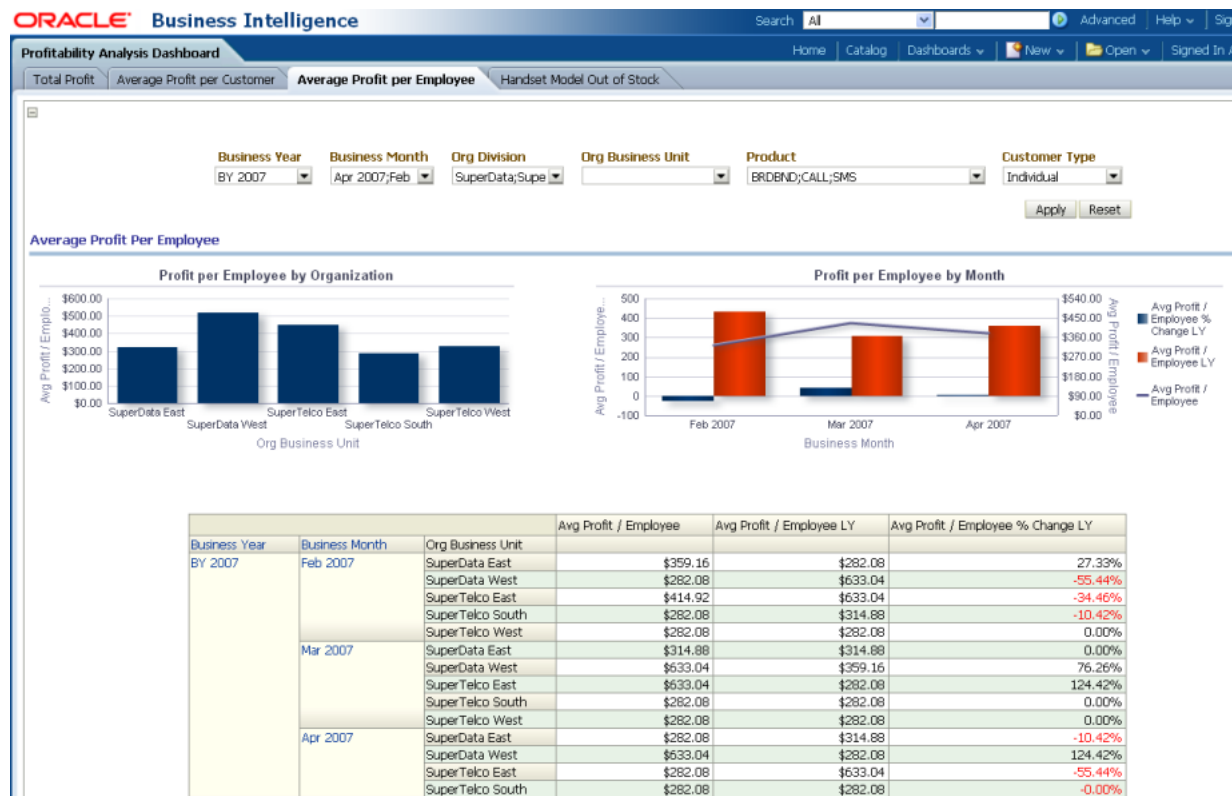 ORACLE Business Intelligence
Search All Advanced Help Sig
Profitability Analysis Dashboard
Home Catalog Dashboards New Open Signed In A
Total Profit Average Profit per Customer Average Profit per Employee Handset Model Out of Stock
Business Year Business Month Org Division Org Business Unit Product Customer Type
BY 2007 Apr 2007;Feb SuperData;Supe BRDBND;CALL;SMS Individual
Apply Reset
Average Profit Per Employee
Profit per Employee by Organization
Avg Profit / Emplo...
$600.00
$500.00
$400.00
$300.00
$200.00
$100.00
$0.00
SuperData East SuperTelco East SuperTelco West
SuperData West SuperTelco South
Org Business Unit
Profit per Employee by Month
Avg Profit / Employe...
500
400
300
200
100
0
-100
$540.00
$450.00
$360.00
$270.00
$180.00
$90.00
$0.00
Avg Profit / Employee
Feb 2007 Mar 2007 Apr 2007
Business Month
Avg Profit /
Employee %
Change LY
Avg Profit /
Employee LY
Avg Profit /
Employee
Avg Profit / Employee Avg Profit / Employee LY Avg Profit / Employee % Change LY
Business Year Business Month Org Business Unit
BY 2007 Feb 2007 SuperData East $359.16 $282.08 27.33%
SuperData West $282.08 $633.04 -55.44%
SuperTelco East $414.92 $633.04 -34.46%
SuperTelco South $282.08 $314.88 -10.42%
SuperTelco West $282.08 $282.08 0.00%
Mar 2007 SuperData East $314.88 $314.88 0.00%
SuperData West $633.04 $359.16 76.26%
SuperTelco East $633.04 $282.08 124.42%
SuperTelco South $282.08 $282.08 0.00%
SuperTelco West $282.08 $282.08 0.00%
Apr 2007 SuperData East $282.08 $314.88 -10.42%
SuperData West $633.04 $282.08 124.42%
SuperTelco East $282.08 $633.04 -55.44%
SuperTelco South $282.08 $282.08 -0.00%